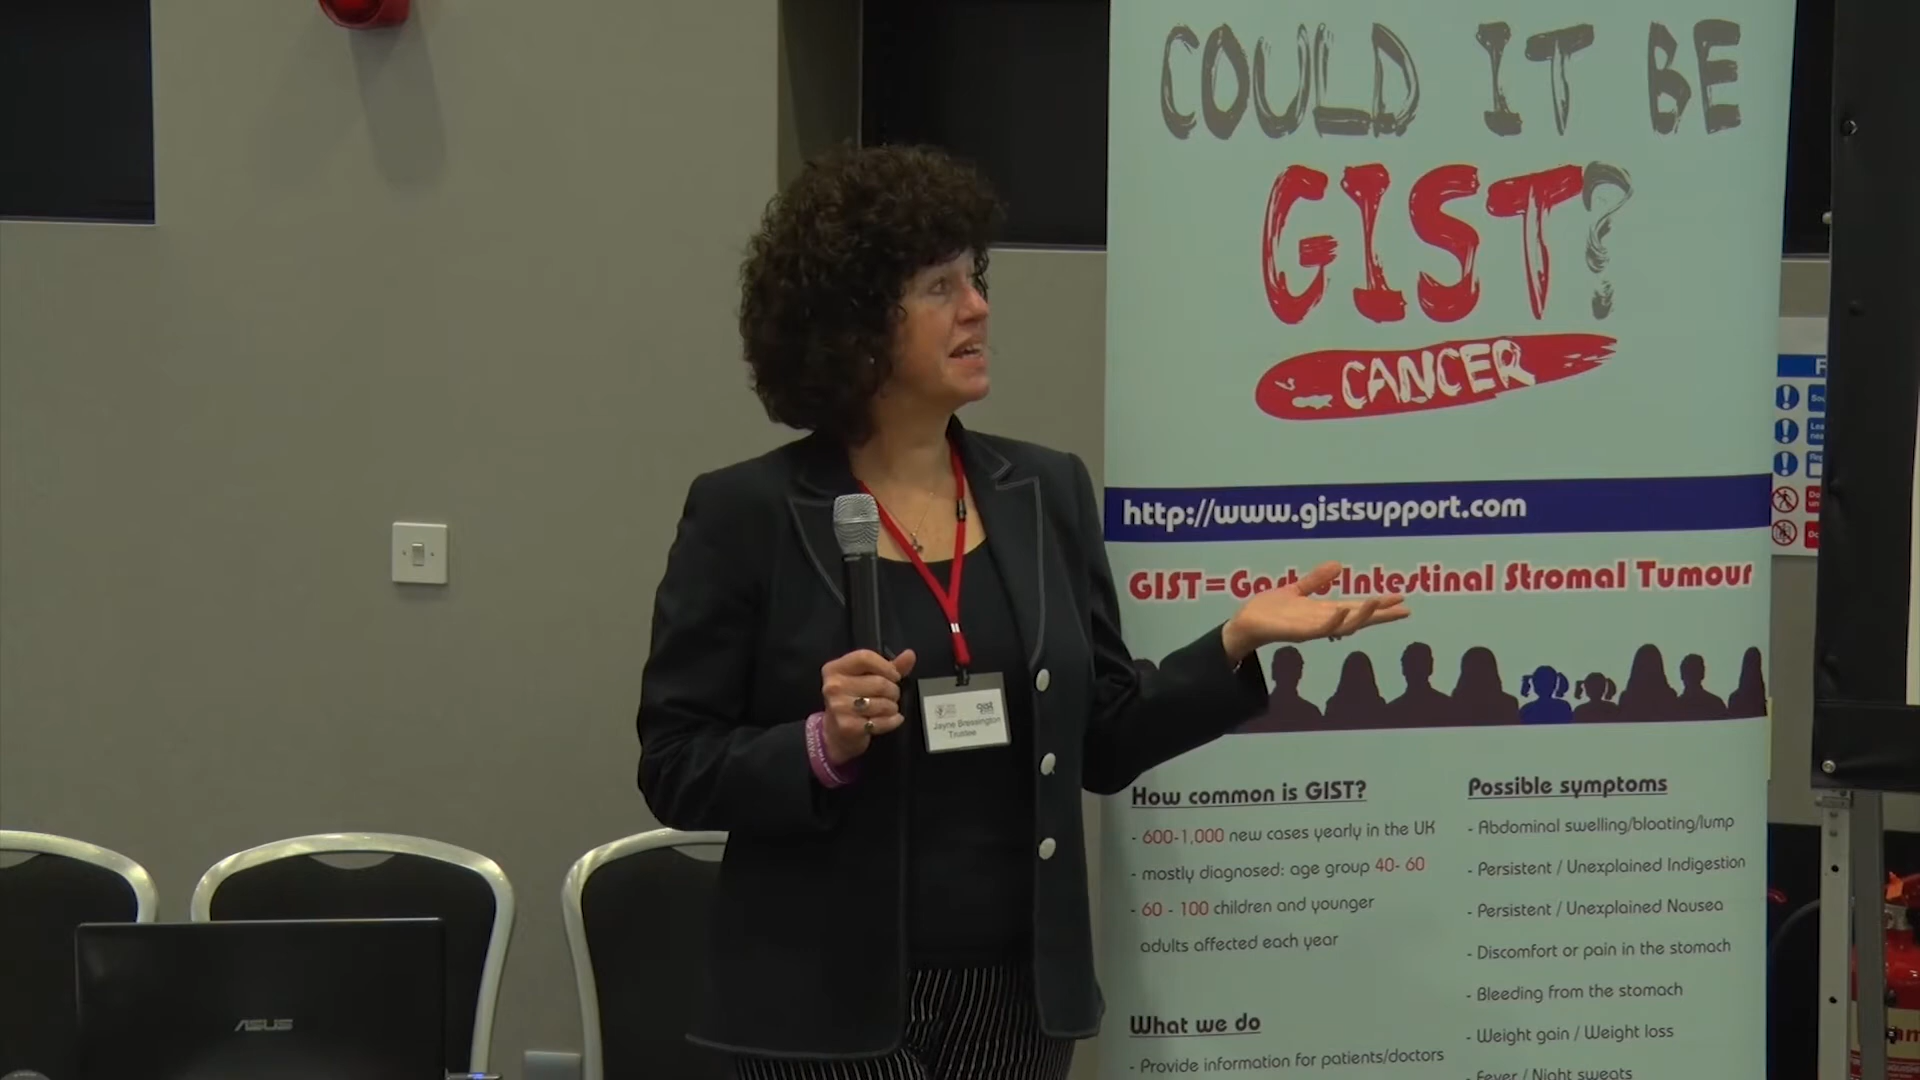 COULD IT BE
GIST?
- CANCER
http://www.gistsupport.com
GIST=Gastro-Intestinal Stromal Tumour
How common is GIST?
- 600-1,000 new cases yearly in the UK
- mostly diagnosed: age group 40- 60
- 60 - 100 children and younger
adults affected each year
What we do
- Provide information for patients/doctors
Possible symptoms
- Abdominal swelling/bloating/lump
- Persistent / Unexplained Indigestion
- Persistent / Unexplained Nausea
- Discomfort or pain in the stomach
- Bleeding from the stomach
- Weight gain / Weight loss
- Fever / Night sweats
Jayne Bressington
Trustee
ASUS